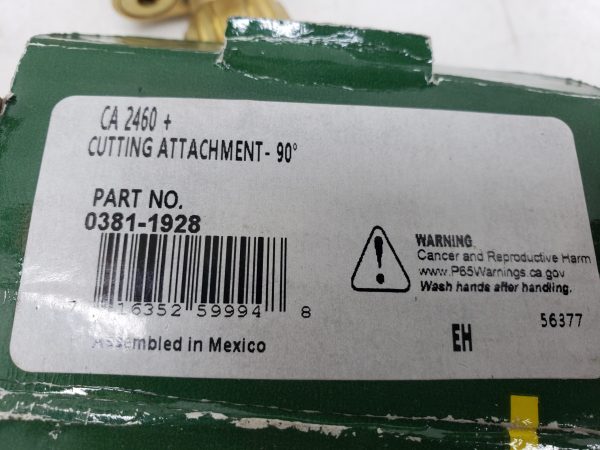 CA 2460 +
CUTTING ATTACHMENT - 90°
PART NO.
0381-1928
7 16352 59994 8
Assembled in Mexico
WARNING
Cancer and Reproductive Harm
www.P65Warnings.ca.gov
Wash hands after handling.
EH
56377